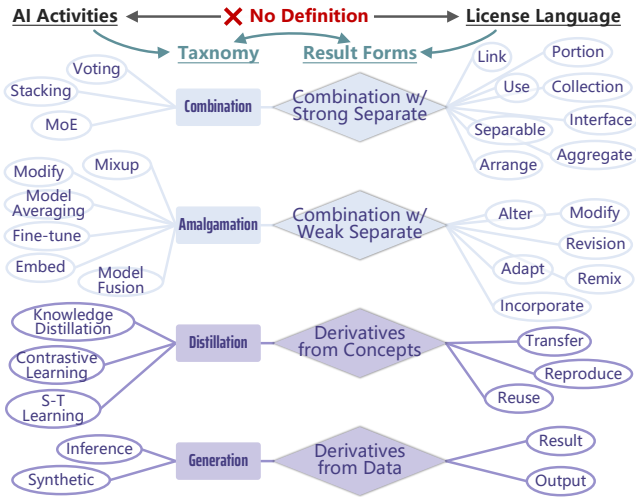 AI Activities
No Definition
License Language
Taxnomy
Result Forms
Voting
Stacking
MoE
Combination
Combination w/
Strong Separate
Link
Portion
Use
Collection
Interface
Separable
Aggregate
Arrange
Mixup
Modify
Model
Averaging
Fine-tune
Embed
Model
Fusion
Amalgamation
Combination w/
Weak Separate
Alter
Modify
Revision
Adapt
Remix
Incorporate
Knowledge
Distillation
Contrastive
Learning
S-T
Learning
Distillation
Derivatives
from Concepts
Transfer
Reproduce
Reuse
Inference
Synthetic
Generation
Derivatives
from Data
Result
Output